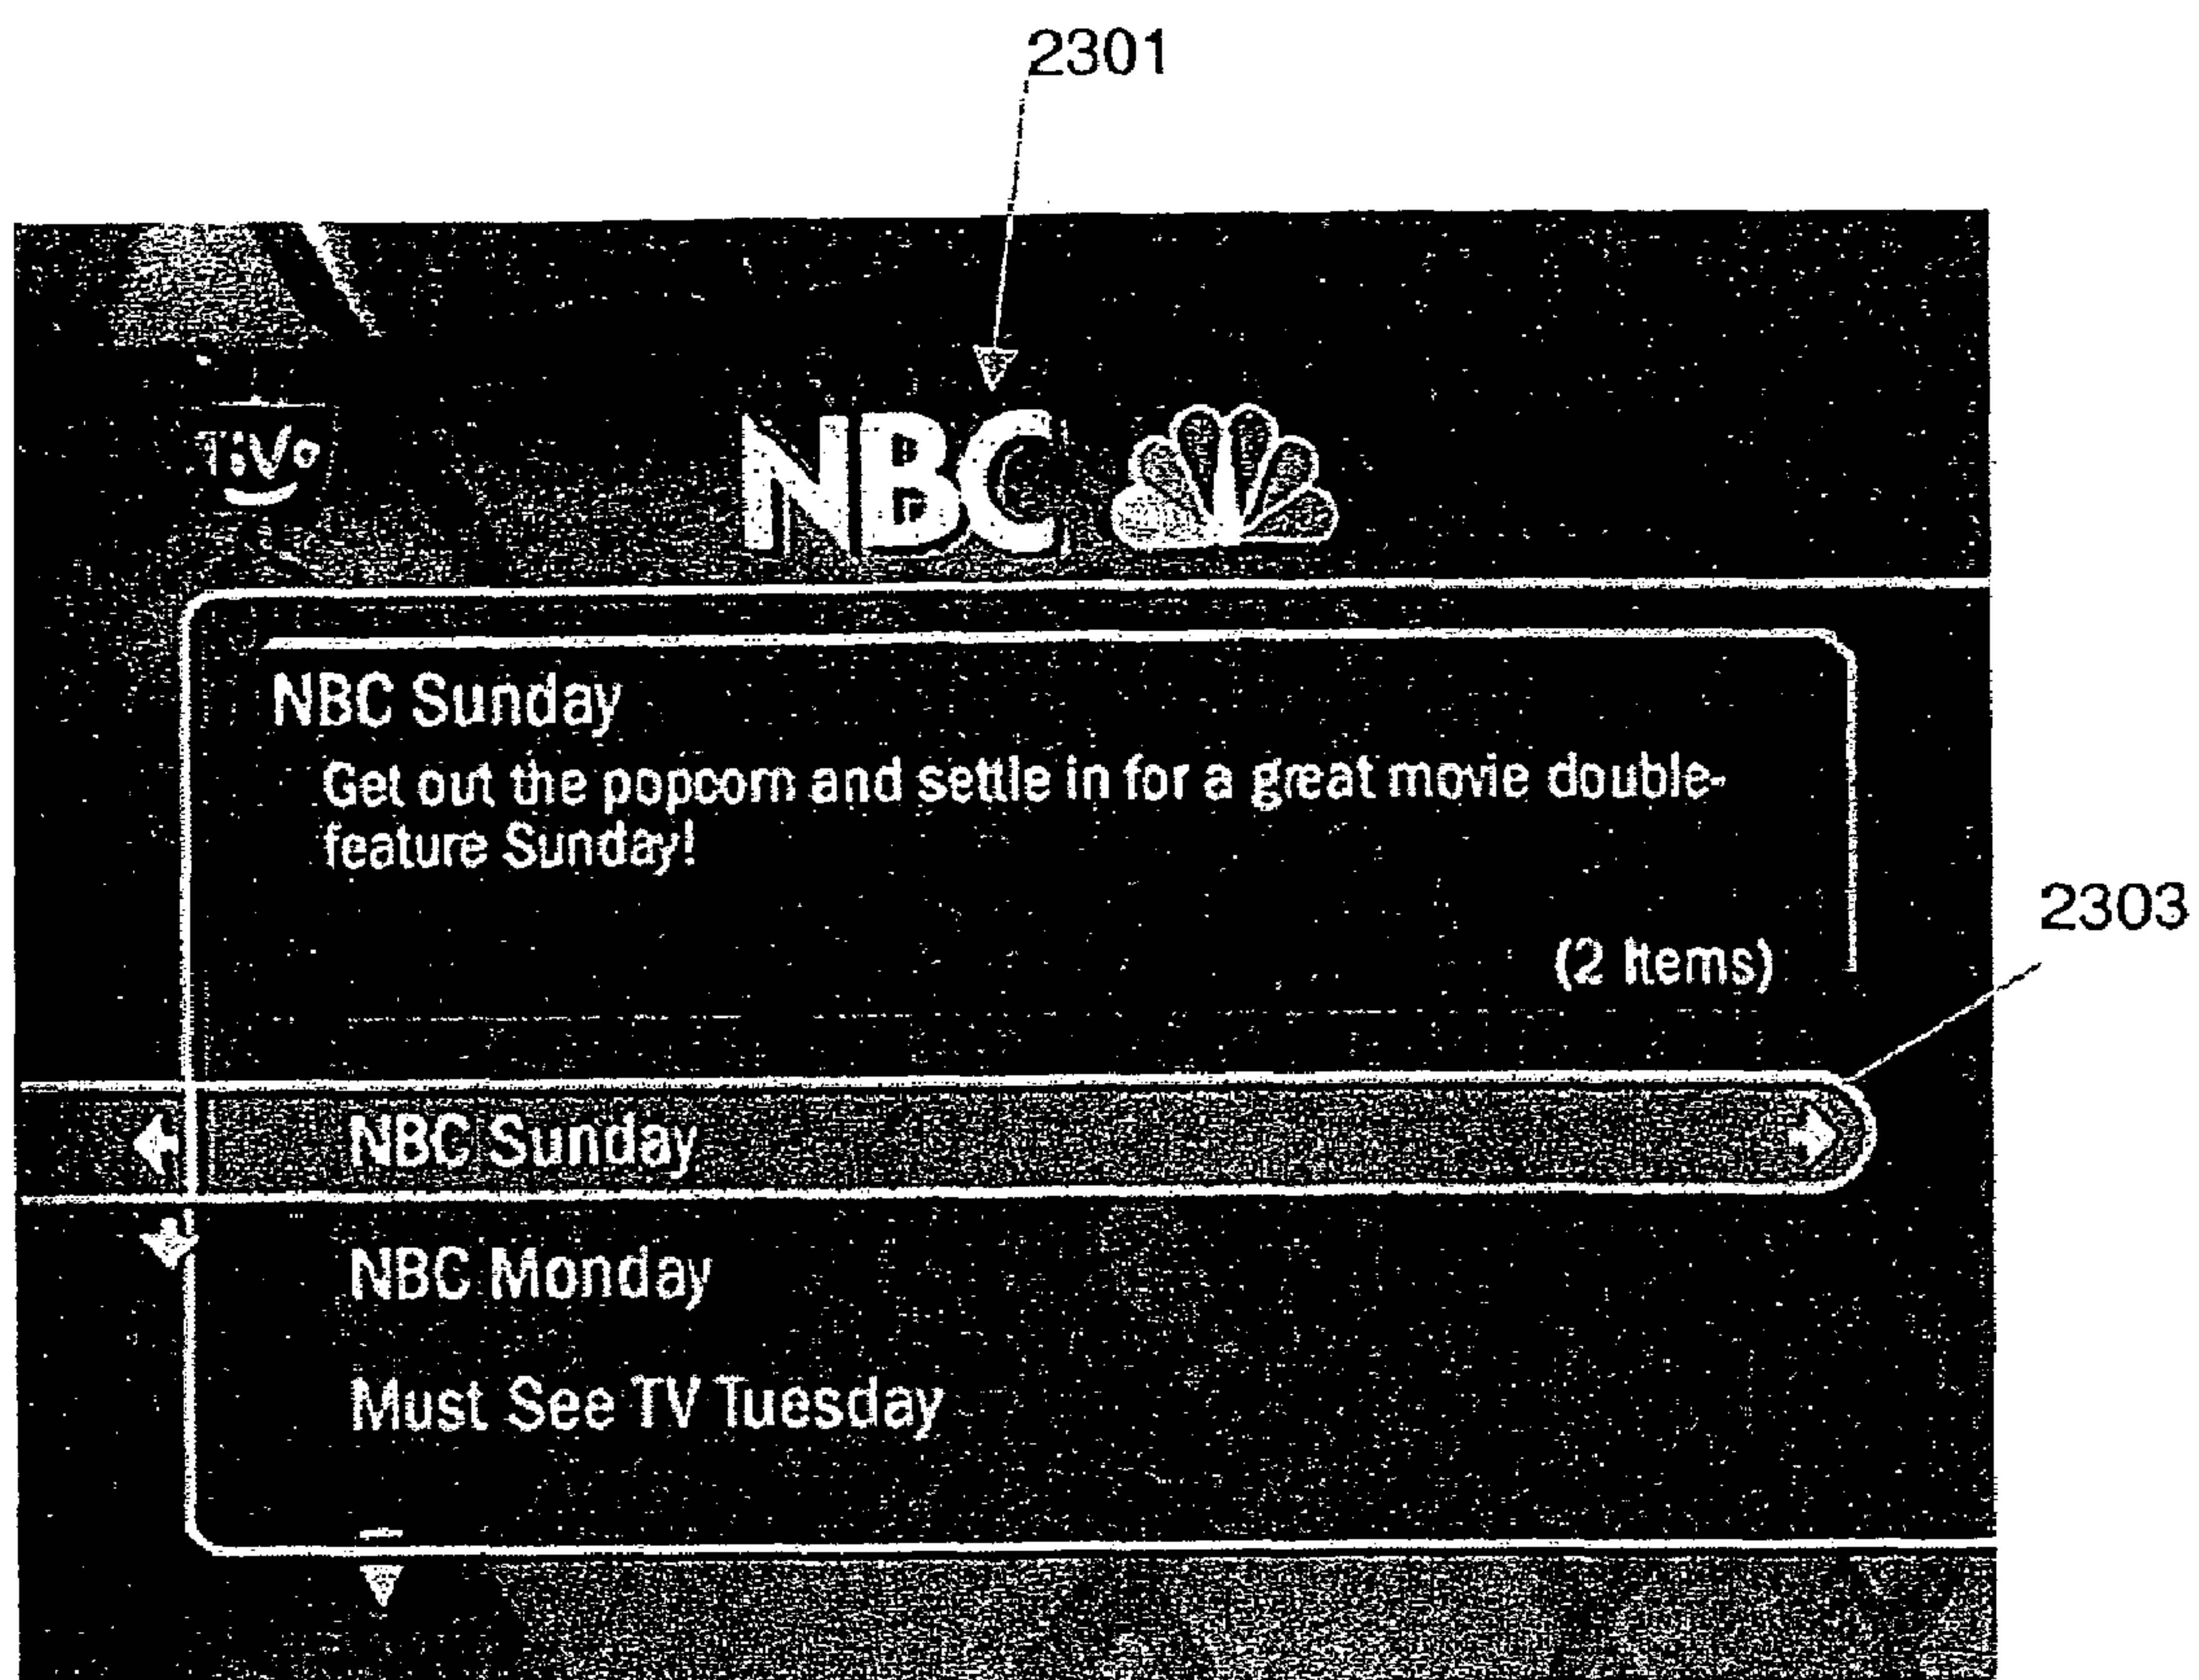 2301
TiVo
NBC
NBC Sunday
Get out the popcorn and settle in for a great movie double-
feature Sunday!
(2 Items)
2303
NBC Sunday
NBC Monday
Must See TV Tuesday